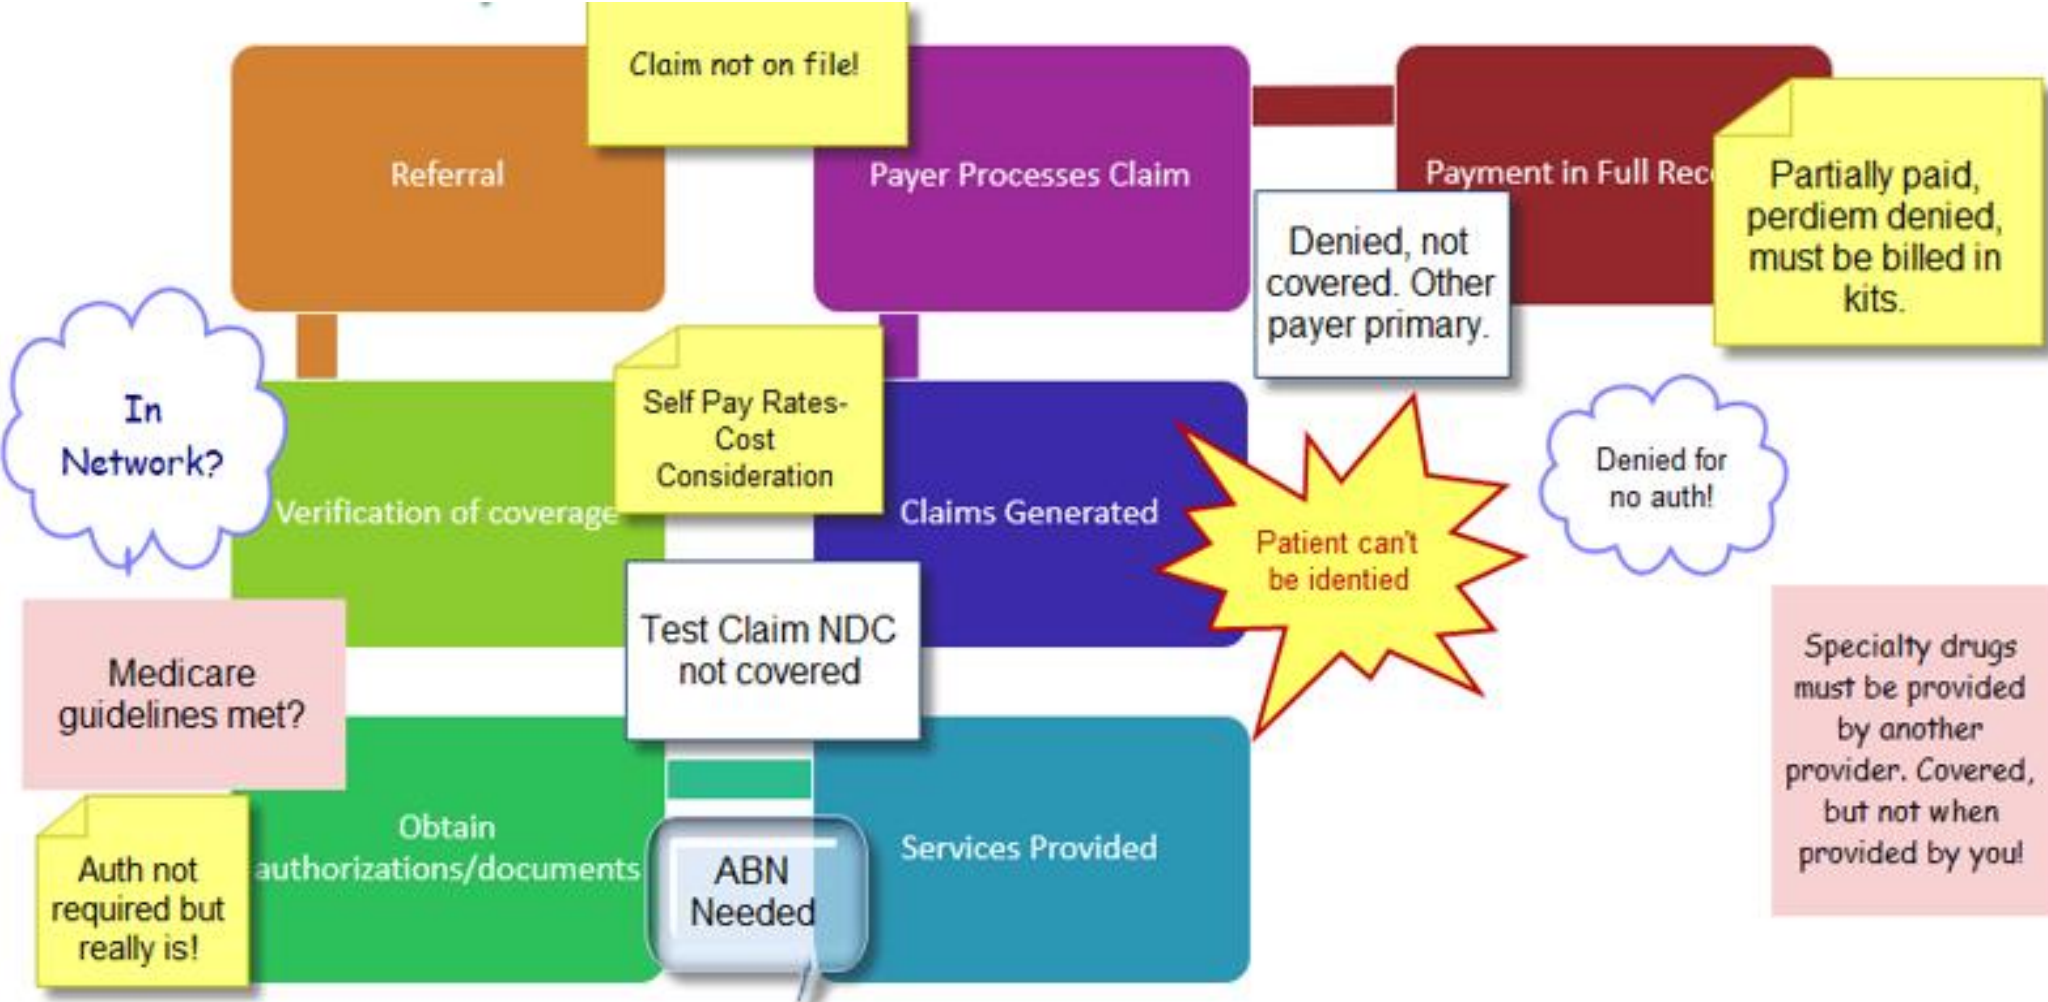 Claim not on file!
Referral
Payer Processes Claim
Payment in Full Rec
Partially paid,
perdiem denied,
must be billed in
kits.
Denied, not
covered. Other
payer primary.
In
Network?
Self Pay Rates-
Cost
Consideration
Verification of coverage
Claims Generated
Patient can't
be identied
Denied for
no auth!
Medicare
guidelines met?
Test Claim NDC
not covered
Specialty drugs
must be provided
by another
provider. Covered,
but not when
provided by you!
Auth not
required but
really is!
Obtain
authorizations/documents
ABN
Needed
Services Provided